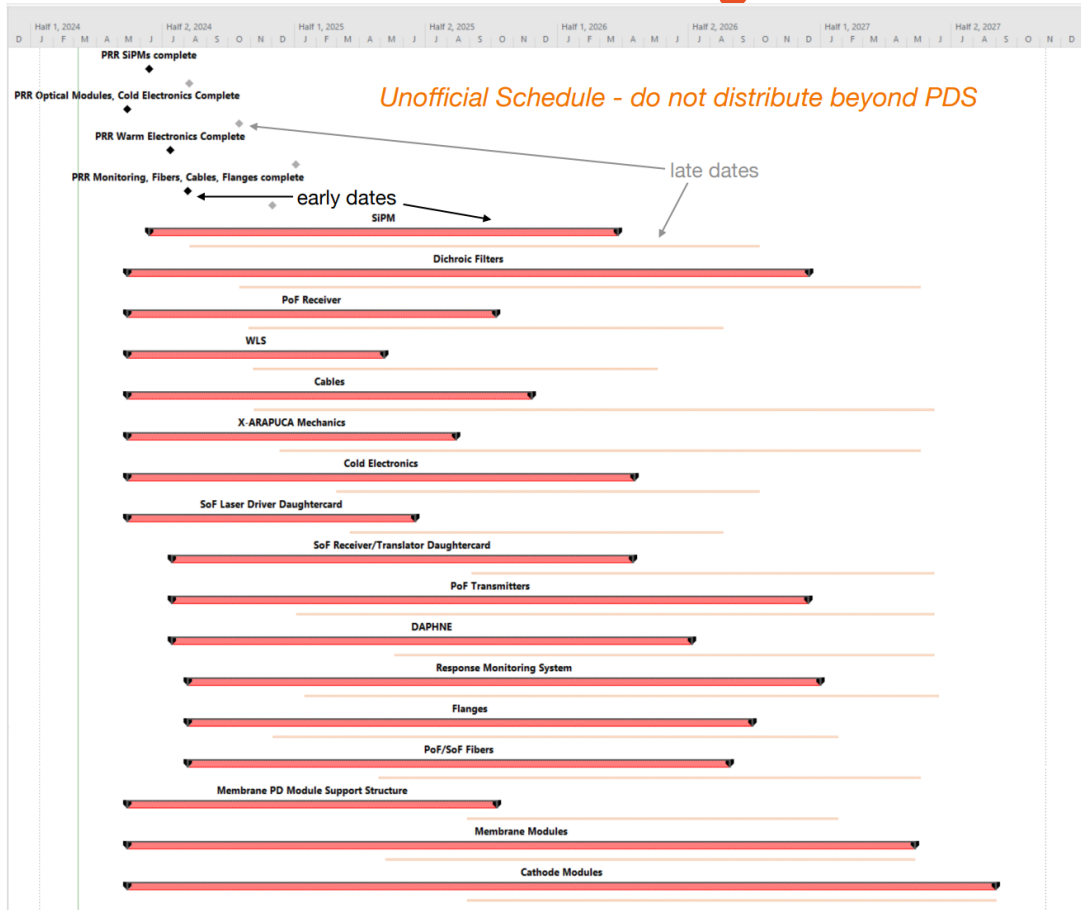 Half 1, 2024 Half 2, 2024 Half 1, 2025 Half 2, 2025 Half 1, 2026 Half 2, 2026 Half 1, 2027 Half 2, 2027
D J F M A M J J A S O N D J F M A M J J A S O N D J F M A M J J A S O N D J F M A M J J A S O N D
PRR SiPMs complete
PRR Optical Modules, Cold Electronics Complete
Unofficial Schedule - do not distribute beyond PDS
PRR Warm Electronics Complete
late dates
PRR Monitoring, Fibers, Cables, Flanges complete
early dates
SiPM
Dichroic Filters
PoF Receiver
WLS
Cables
X-ARAPUCA Mechanics
Cold Electronics
SoF Laser Driver Daughtercard
SoF Receiver/Translator Daughtercard
PoF Transmitters
DAPHNE
Response Monitoring System
Flanges
PoF/SoF Fibers
Membrane PD Module Support Structure
Membrane Modules
Cathode Modules